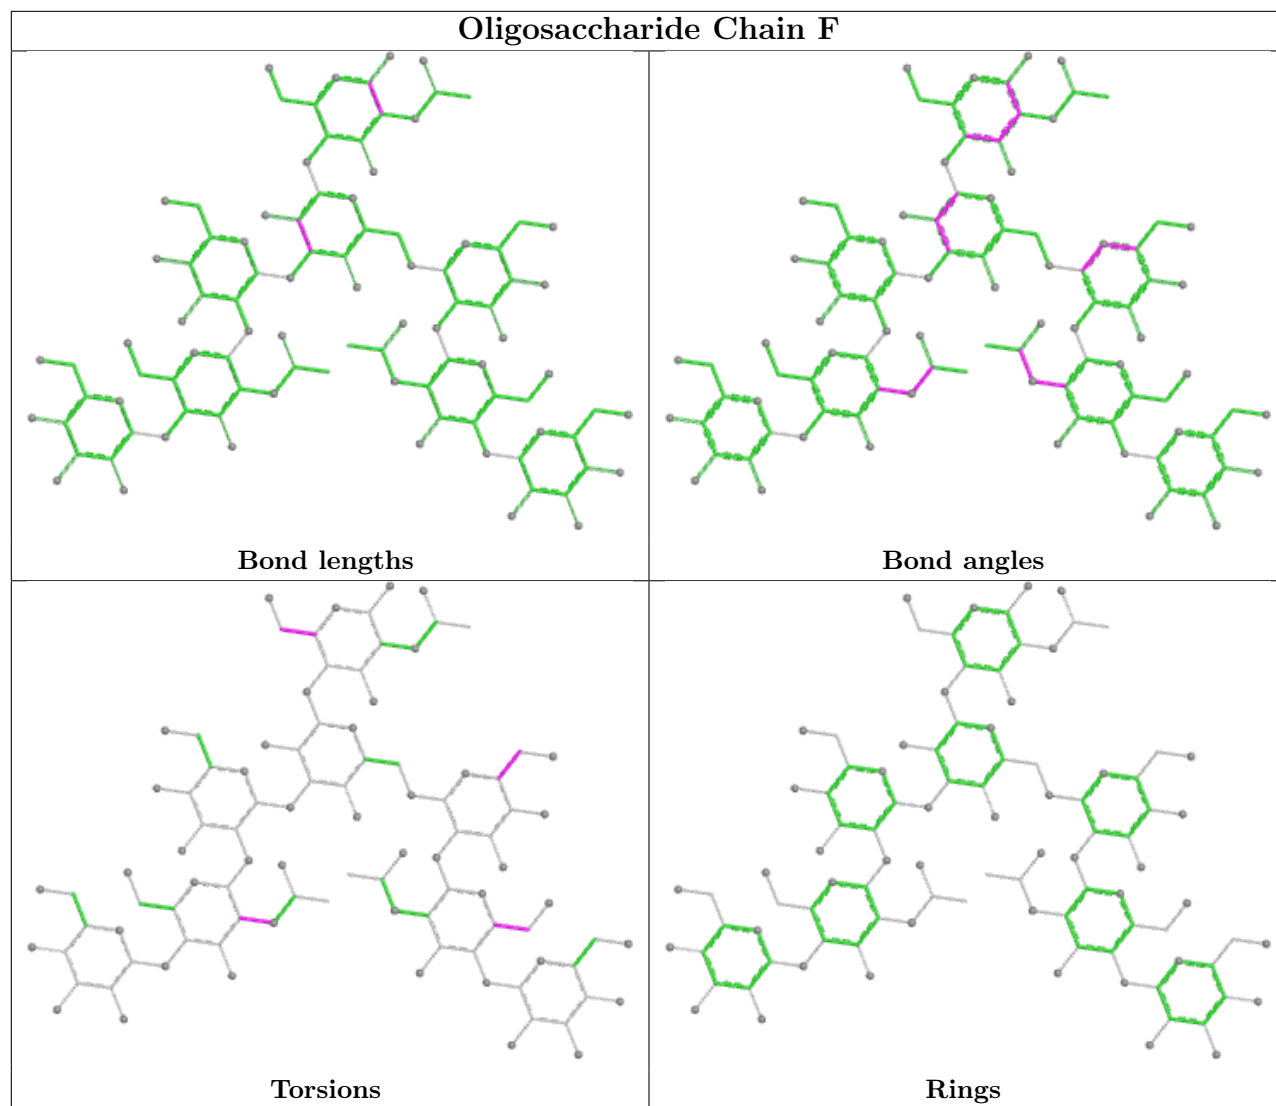 Oligosaccharide Chain F
Bond lengths
Bond angles
Torsions
Rings